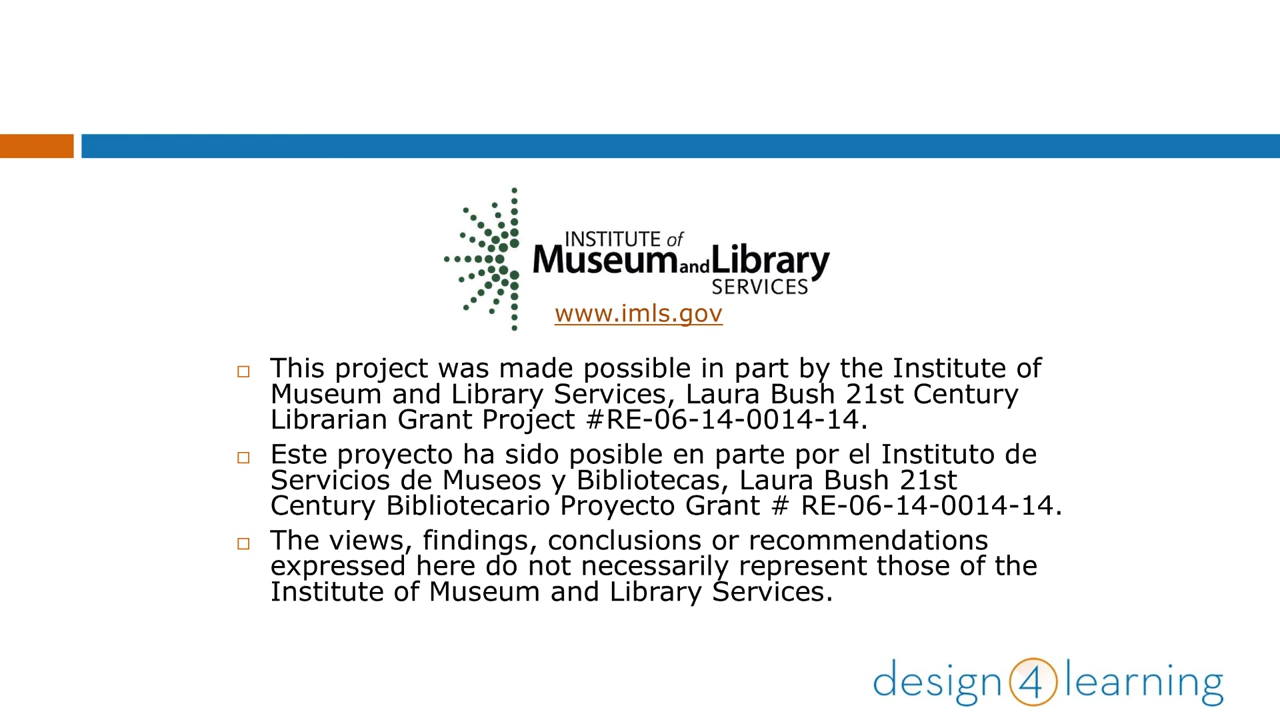 INSTITUTE of
Museum and Library
SERVICES
www.imls.gov
This project was made possible in part by the Institute of
Museum and Library Services, Laura Bush 21st Century
Librarian Grant Project #RE-06-14-0014-14.
Este proyecto ha sido posible en parte por el Instituto de
Servicios de Museos y Bibliotecas, Laura Bush 21st
Century Bibliotecario Proyecto Grant # RE-06-14-0014-14.
The views, findings, conclusions or recommendations
expressed here do not necessarily represent those of the
Institute of Museum and Library Services.
design 4 learning